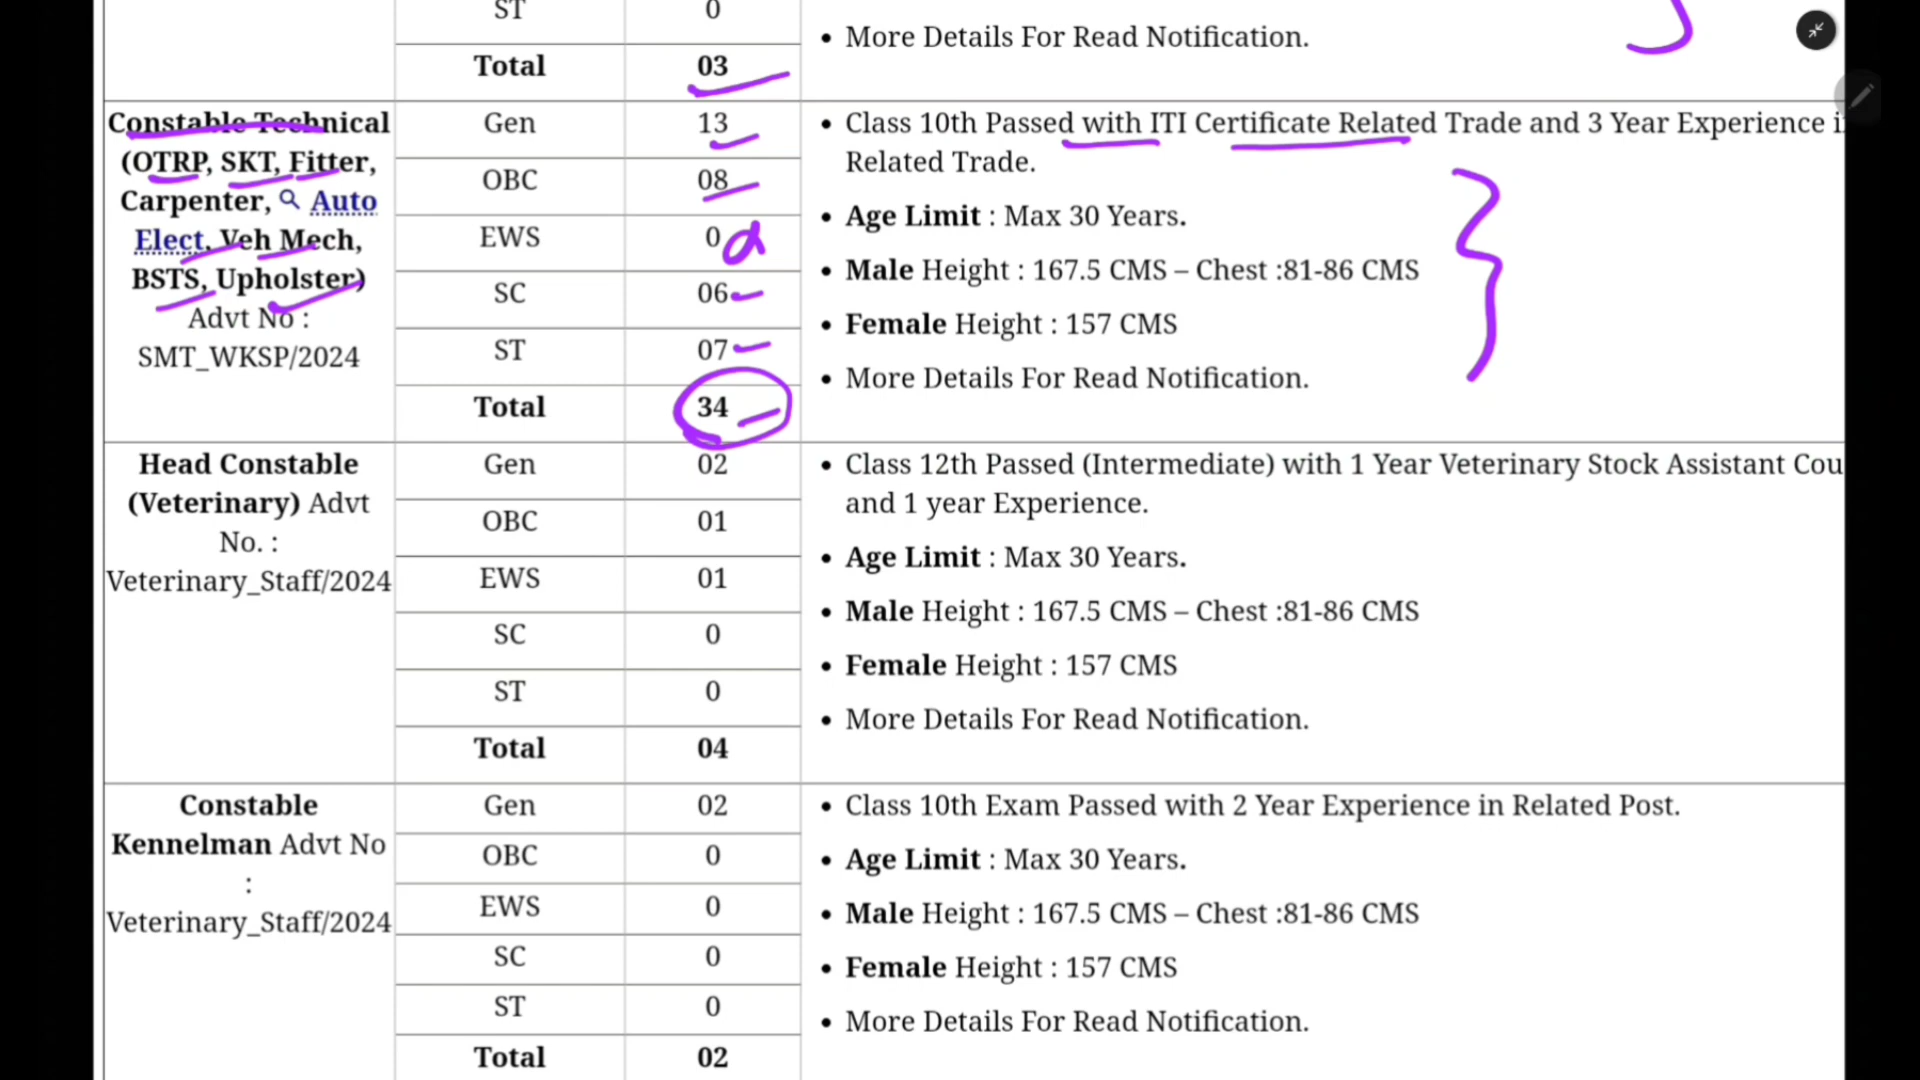 ST 0
• More Details For Read Notification.
Total 03
Constable Technical
(OTRP, SKT, Fitter,
Carpenter, Auto
Elect, Veh Mech,
BSTS, Upholster)
Advt No :
SMT_WKSP/2024
Gen 13
OBC 08
EWS 0
SC 06
ST 07
Total 34
• Class 10th Passed with ITI Certificate Related Trade and 3 Year Experience
Related Trade.
• Age Limit : Max 30 Years.
• Male Height : 167.5 CMS – Chest :81-86 CMS
• Female Height : 157 CMS
• More Details For Read Notification.
Head Constable
(Veterinary) Advt
No. :
Veterinary_Staff/2024
Gen 02
OBC 01
EWS 01
SC 0
ST 0
Total 04
• Class 12th Passed (Intermediate) with 1 Year Veterinary Stock Assistant Cou
and 1 year Experience.
• Age Limit : Max 30 Years.
• Male Height : 167.5 CMS – Chest :81-86 CMS
• Female Height : 157 CMS
• More Details For Read Notification.
Constable
Kennelman Advt No
:
Veterinary_Staff/2024
Gen 02
OBC 0
EWS 0
SC 0
ST 0
Total 02
• Class 10th Exam Passed with 2 Year Experience in Related Post.
• Age Limit : Max 30 Years.
• Male Height : 167.5 CMS – Chest :81-86 CMS
• Female Height : 157 CMS
• More Details For Read Notification.